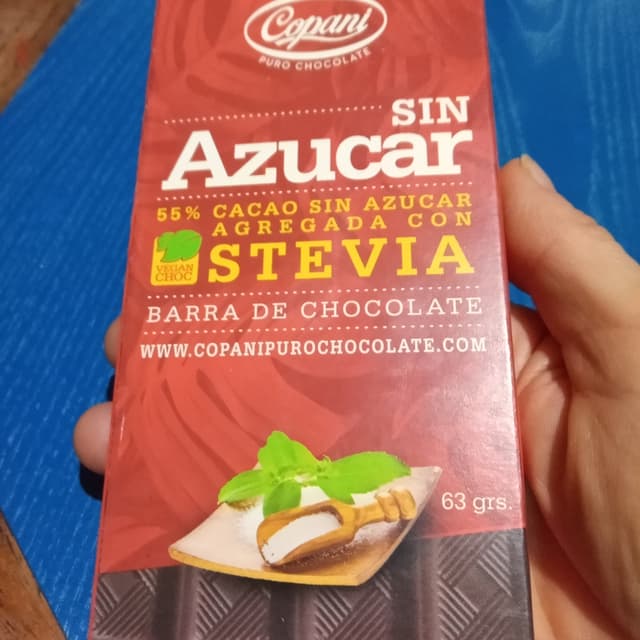 Copani
PURO CHOCOLATE
SIN
Azucar
55% CACAO SIN AZUCAR
AGREGADA CON
STEVIA
VEGAN
CHOC
BARRA DE CHOCOLATE
WWW.COPANIPUROCHOCOLATE.COM
63 grs.